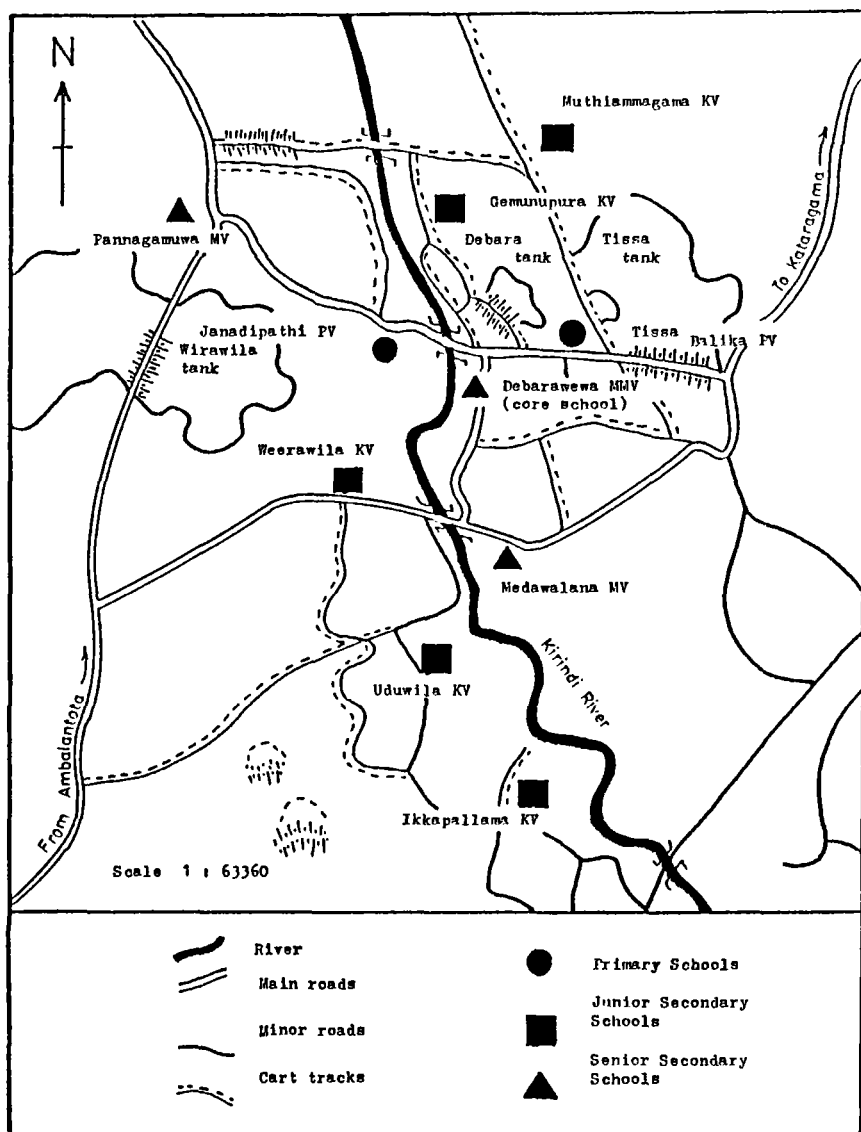 N
Muthiammagama KV
Gemunupura KV
Pannagamuwa MV
Debara
tank
Tissa
tank
To Kataragama
Janadipathi PV
Wirawila
tank
Tissa
Balika PV
Debarawewa MMV
(core school)
Weerawila KV
Medawalana MV
Kirindi River
Uduwila KV
From Ambalantota
Ikkapallama KV
Scale 1 : 63360
River
Main roads
Minor roads
Cart tracks
Primary Schools
Junior Secondary
Schools
Senior Secondary
Schools